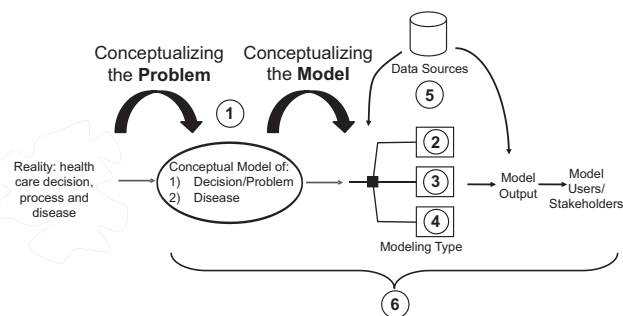 Conceptualizing
the Problem
Conceptualizing
the Model
Data Sources
1
5
Reality: health
care decision,
process and
disease
Conceptual Model of:
1) Decision/Problem
2) Disease
2
3
4
Modeling Type
Model
Output
Model
Users/
Stakeholders
6